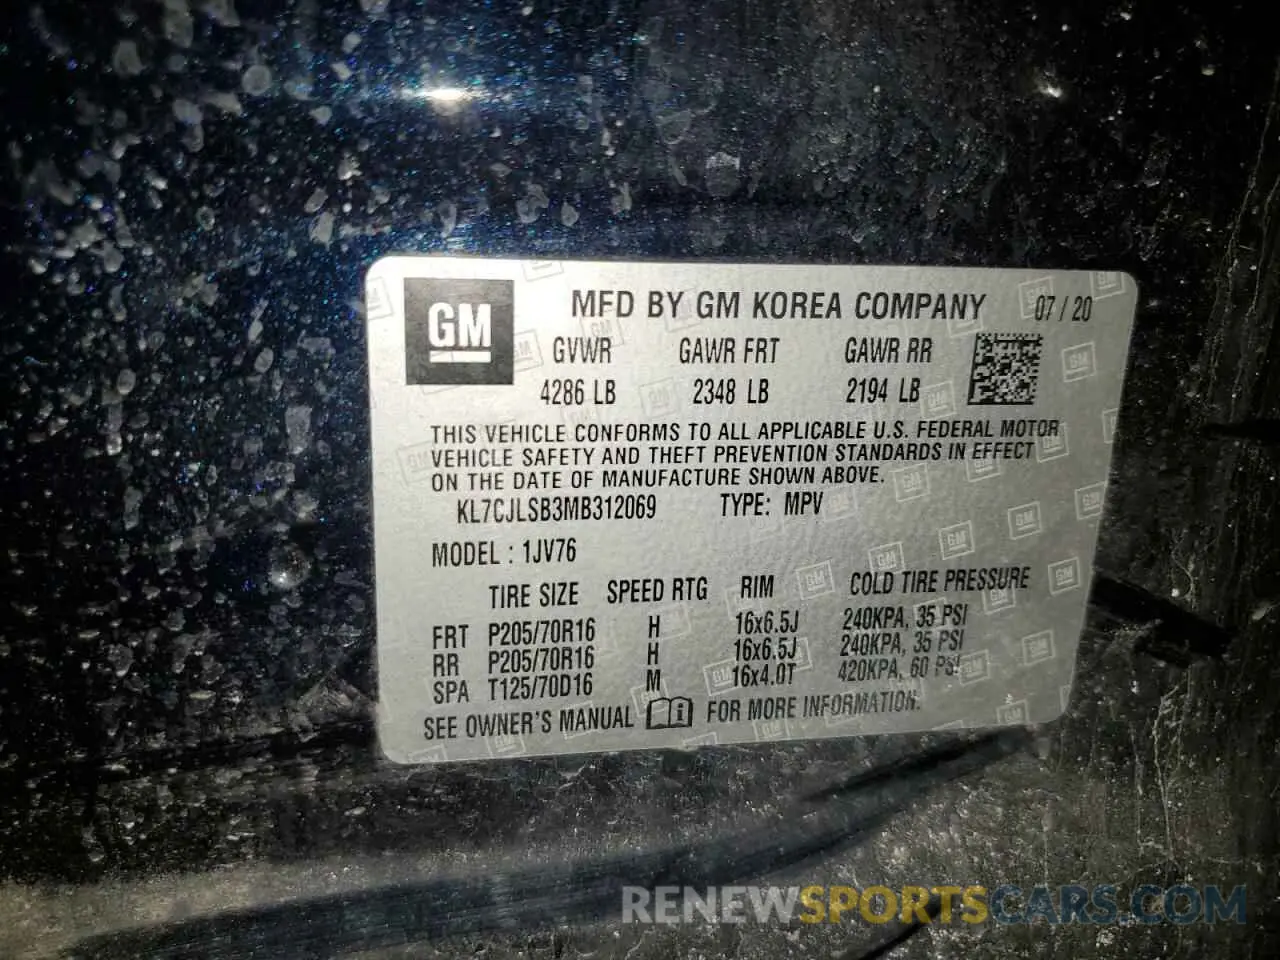 GM
MFD BY GM KOREA COMPANY 07/20
GVWR GAWR FRT GAWR RR
4286 LB 2348 LB 2194 LB
THIS VEHICLE CONFORMS TO ALL APPLICABLE U.S. FEDERAL MOTOR
VEHICLE SAFETY AND THEFT PREVENTION STANDARDS IN EFFECT
ON THE DATE OF MANUFACTURE SHOWN ABOVE.
KL7CJLSB3MB312069 TYPE: MPV
MODEL : 1JV76
TIRE SIZE SPEED RTG RIM COLD TIRE PRESSURE
FRT P205/70R16 H 16x6.5J 240KPA, 35 PSI
RR P205/70R16 H 16x6.5J 240KPA, 35 PSI
SPA T125/70D16 M 16x4.0T 420KPA, 60 PSI
SEE OWNER'S MANUAL FOR MORE INFORMATION.
RENEWSPORTSCARS.COM